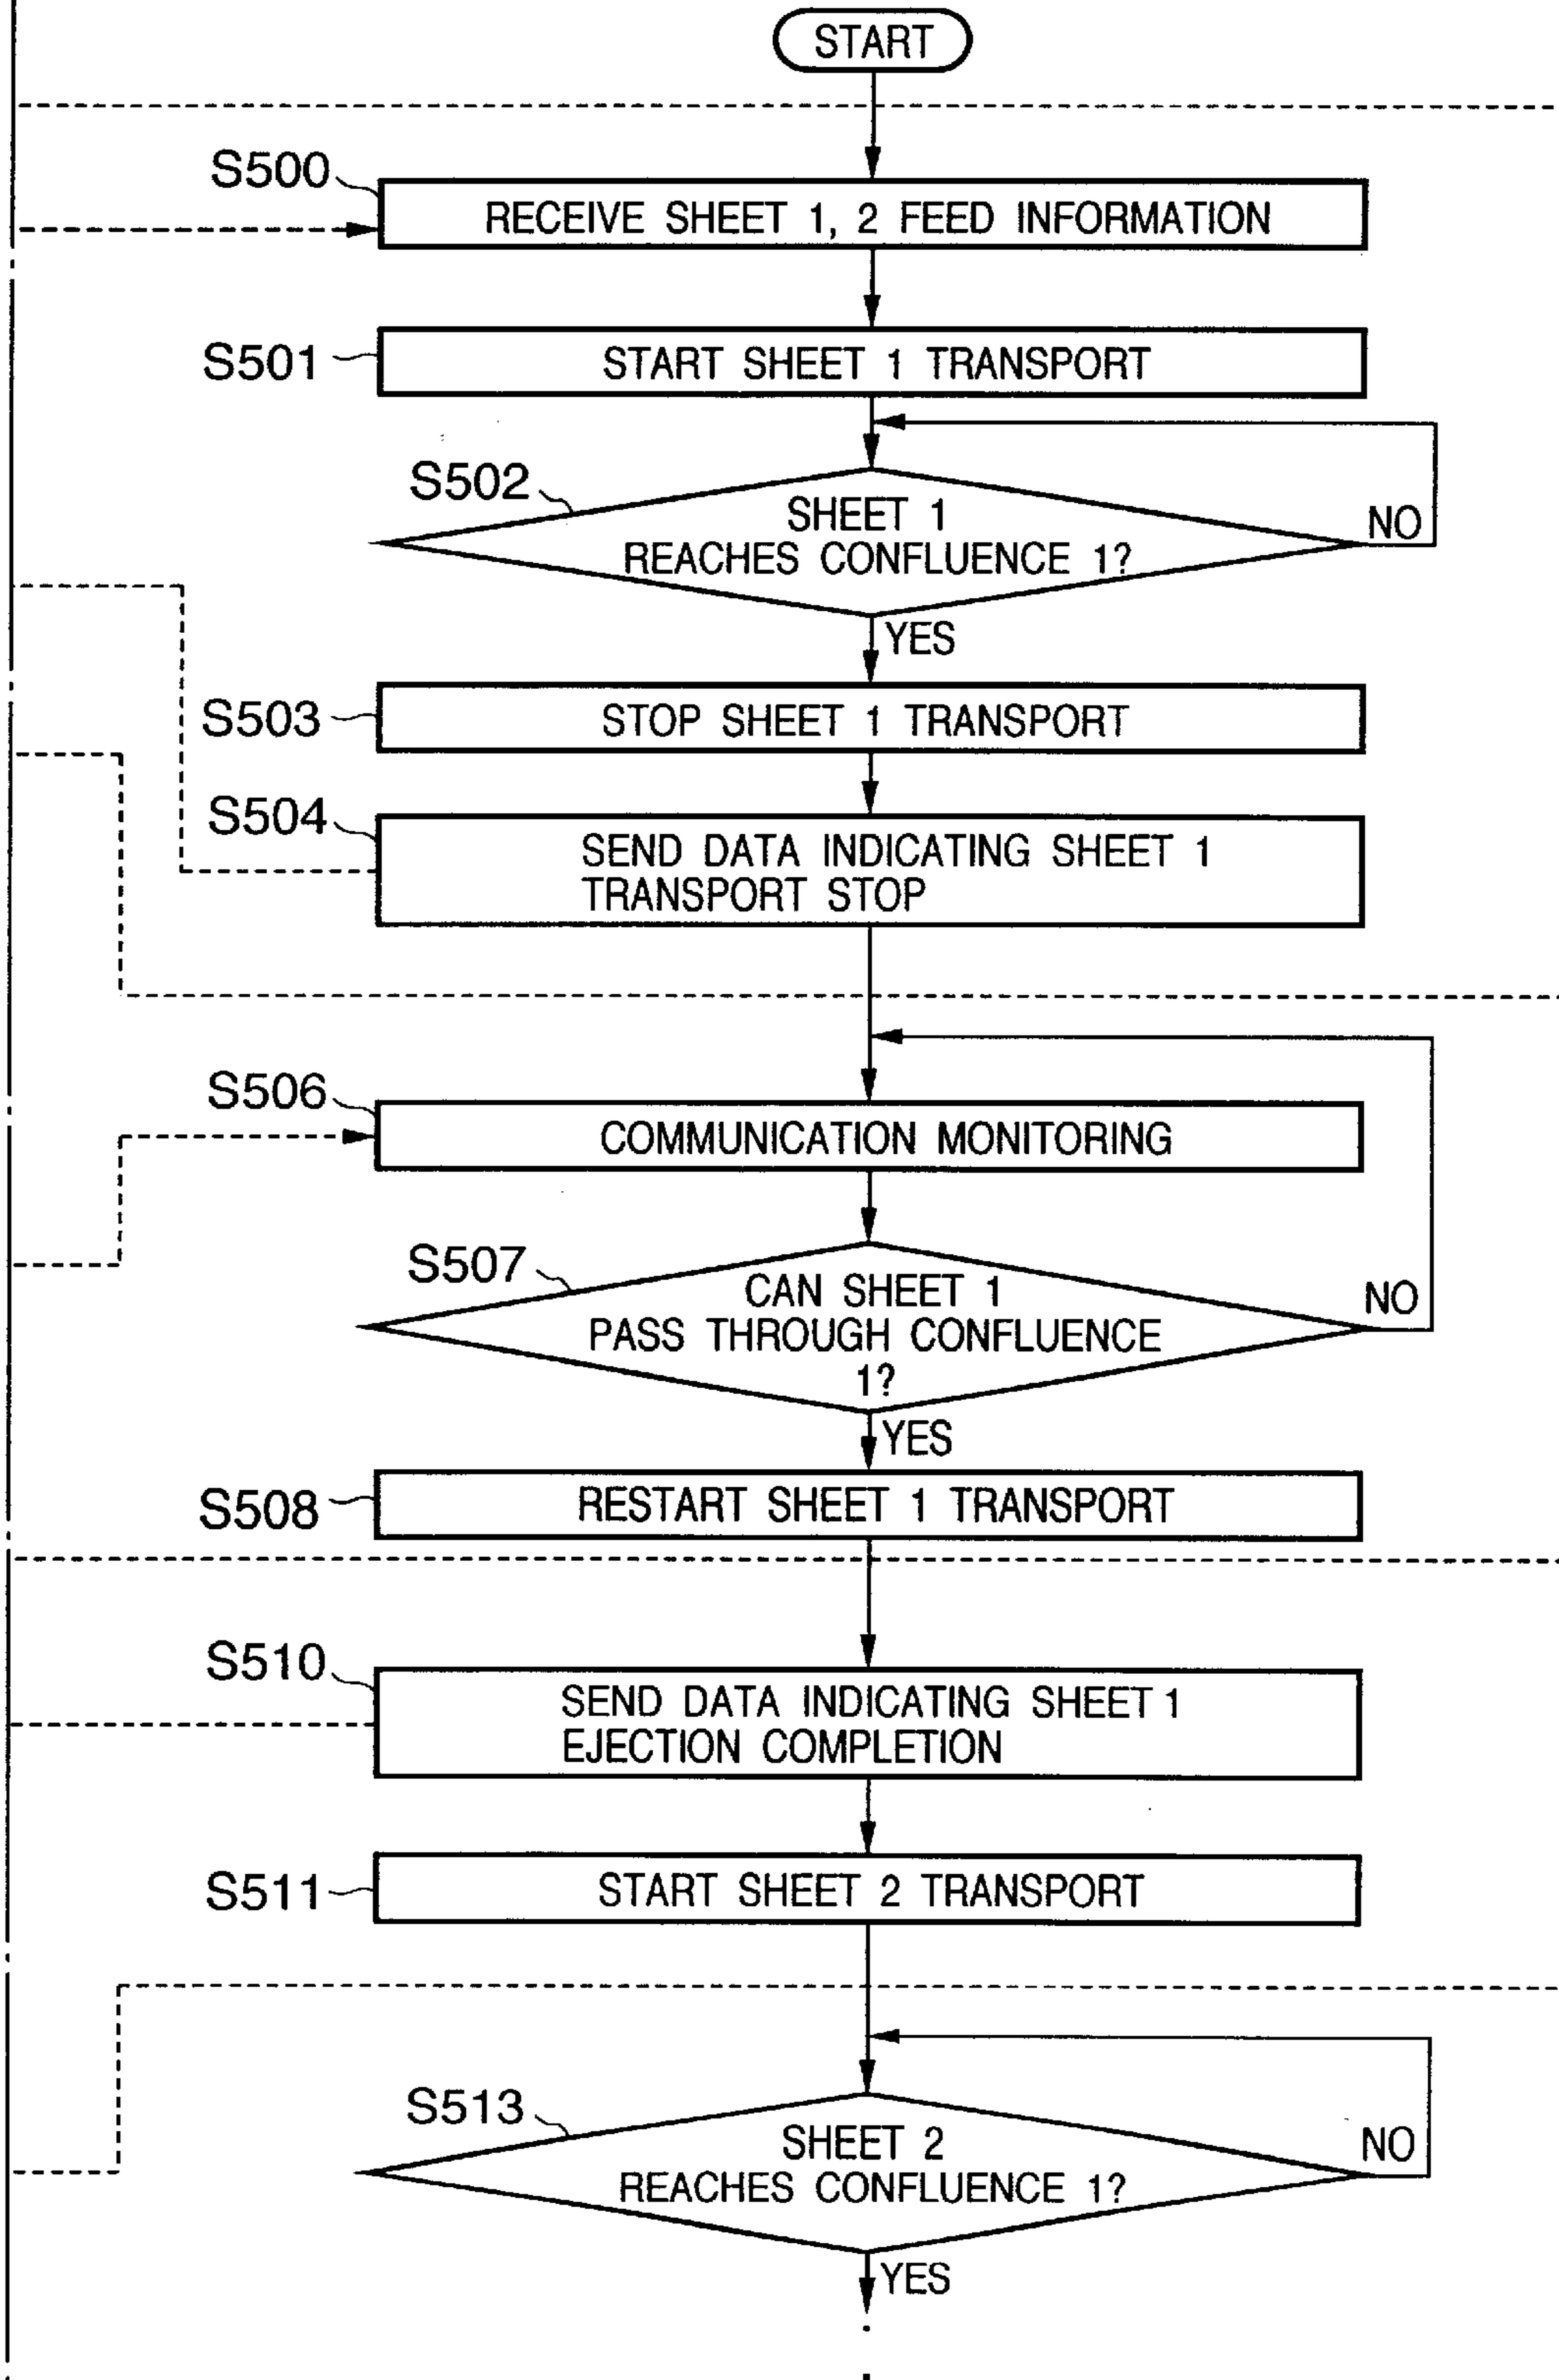 START
S500
RECEIVE SHEET 1, 2 FEED INFORMATION
S501
START SHEET 1 TRANSPORT
S502
SHEET 1
REACHES CONFLUENCE 1?
NO
YES
S503
STOP SHEET 1 TRANSPORT
S504
SEND DATA INDICATING SHEET 1
TRANSPORT STOP
S506
COMMUNICATION MONITORING
S507
CAN SHEET 1
PASS THROUGH CONFLUENCE
1?
NO
YES
S508
RESTART SHEET 1 TRANSPORT
S510
SEND DATA INDICATING SHEET 1
EJECTION COMPLETION
S511
START SHEET 2 TRANSPORT
S513
SHEET 2
REACHES CONFLUENCE 1?
NO
YES